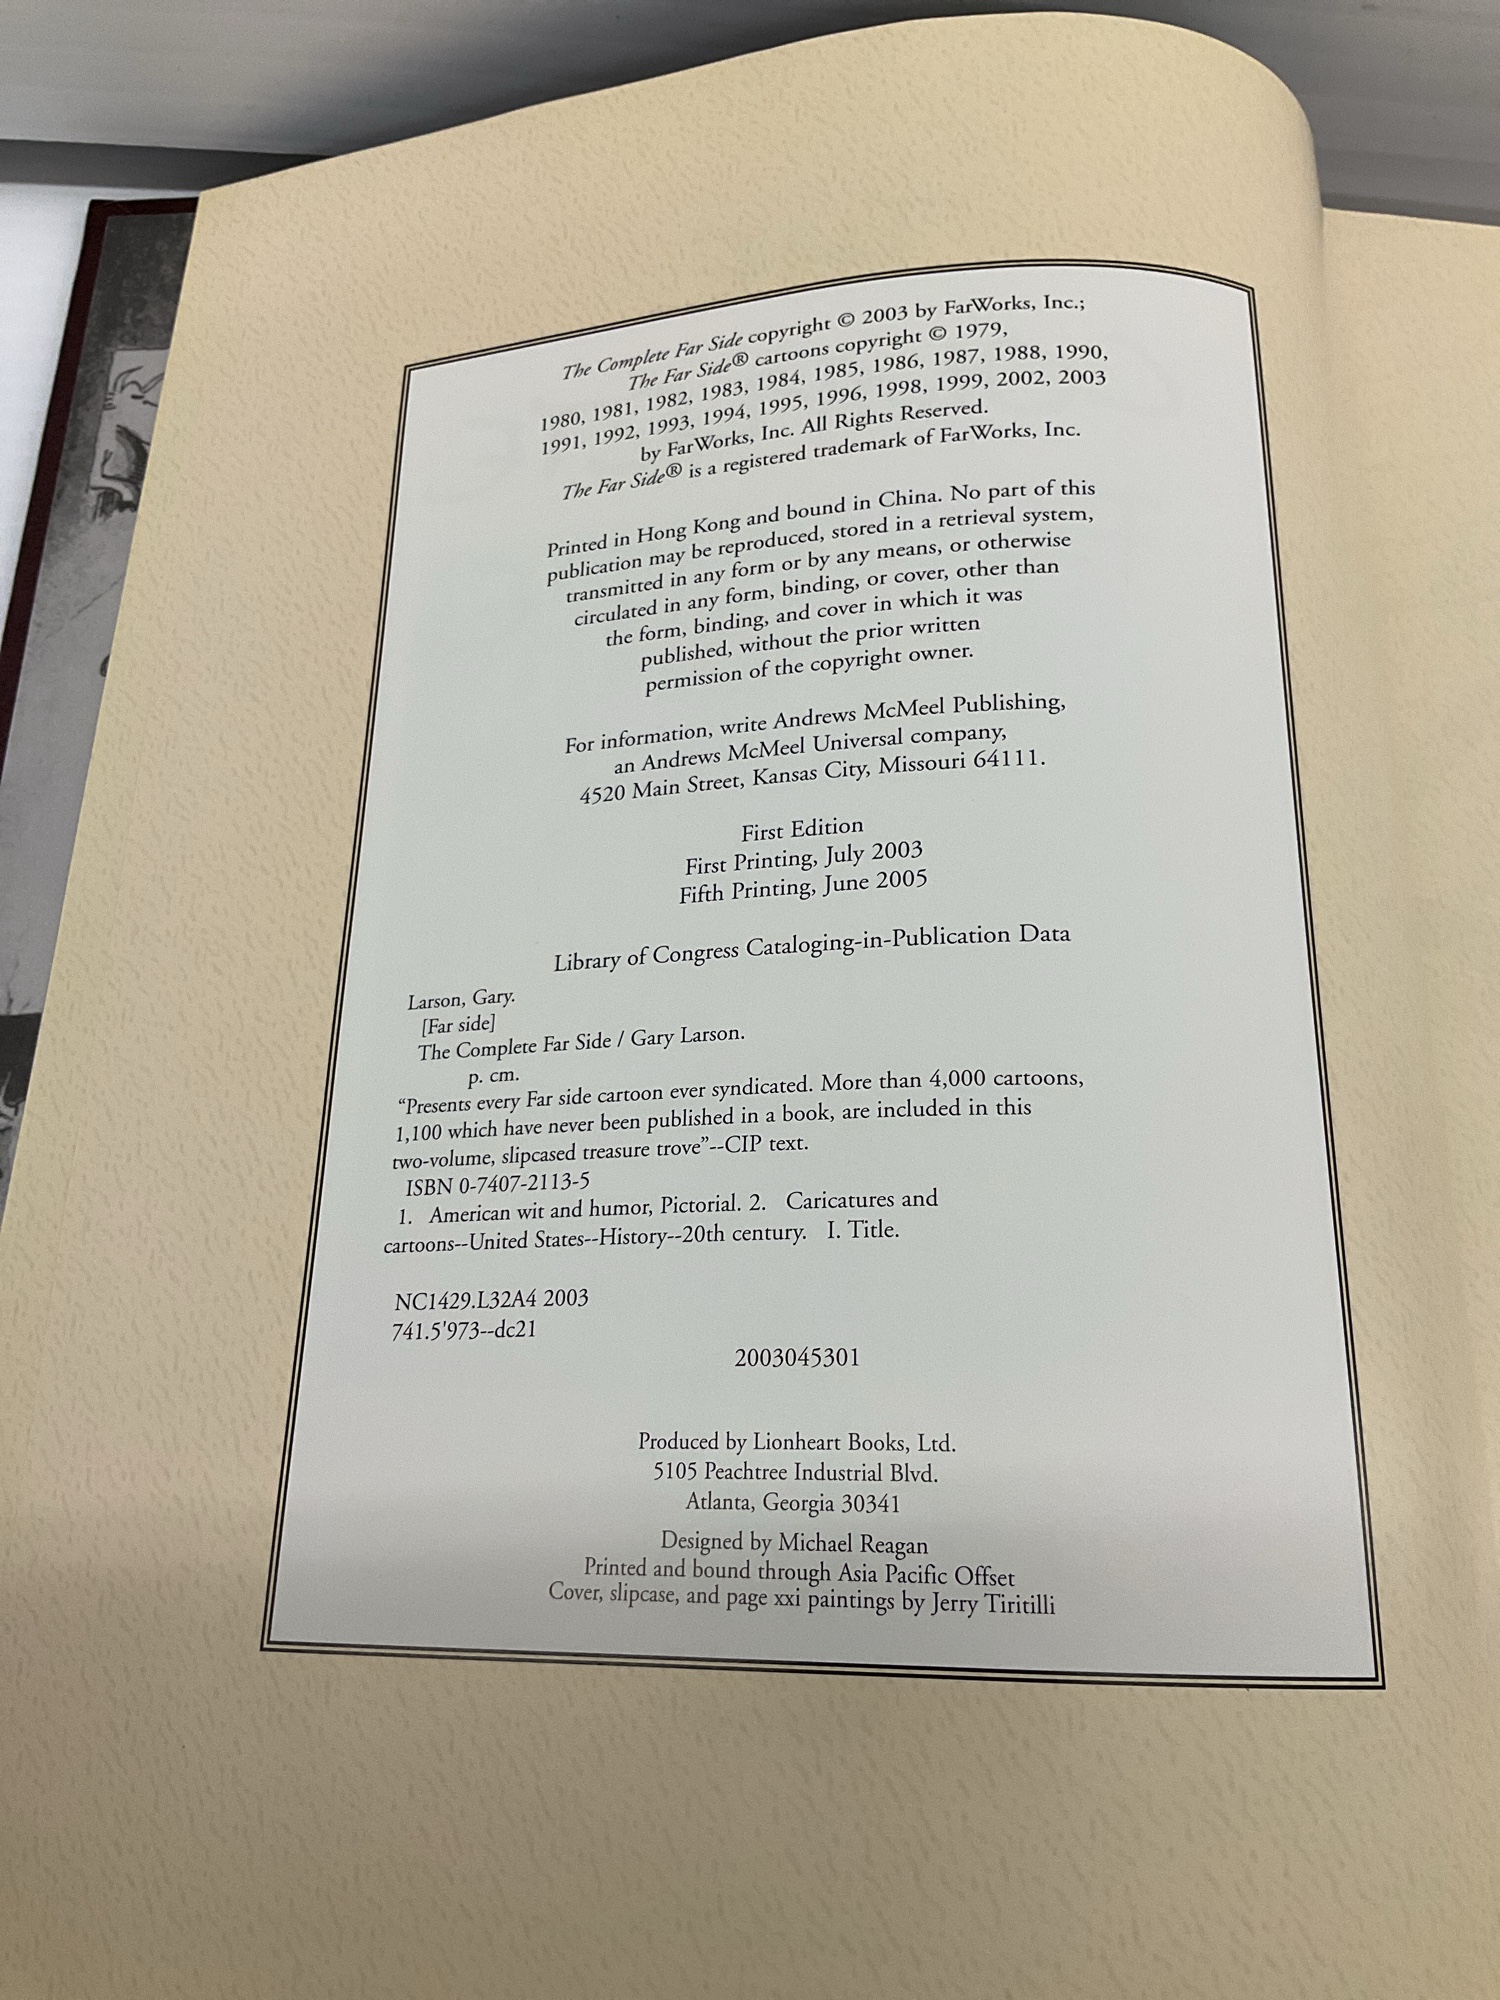 The Complete Far Side copyright © 2003 by FarWorks, Inc.;
The Far Side® cartoons copyright © 1979,
1980, 1981, 1982, 1983, 1984, 1985, 1986, 1987, 1988, 1990,
1991, 1992, 1993, 1994, 1995, 1996, 1998, 1999, 2002, 2003
by FarWorks, Inc. All Rights Reserved.
The Far Side® is a registered trademark of FarWorks, Inc.
Printed in Hong Kong and bound in China. No part of this
publication may be reproduced, stored in a retrieval system,
transmitted in any form or by any means, or otherwise
circulated in any form, binding, or cover, other than
the form, binding, and cover in which it was
published, without the prior written
permission of the copyright owner.
For information, write Andrews McMeel Publishing,
an Andrews McMeel Universal company,
4520 Main Street, Kansas City, Missouri 64111.
First Edition
First Printing, July 2003
Fifth Printing, June 2005
Library of Congress Cataloging-in-Publication Data
Larson, Gary.
[Far side]
The Complete Far Side / Gary Larson.
p. cm.
“Presents every Far side cartoon ever syndicated. More than 4,000 cartoons,
1,100 which have never been published in a book, are included in this
two-volume, slipcased treasure trove”--CIP text.
ISBN 0-7407-2113-5
1. American wit and humor, Pictorial. 2. Caricatures and
cartoons--United States--History--20th century. I. Title.
NC1429.L32A4 2003
741.5'973--dc21
2003045301
Produced by Lionheart Books, Ltd.
5105 Peachtree Industrial Blvd.
Atlanta, Georgia 30341
Designed by Michael Reagan
Printed and bound through Asia Pacific Offset
Cover, slipcase, and page xxi paintings by Jerry Tiritilli